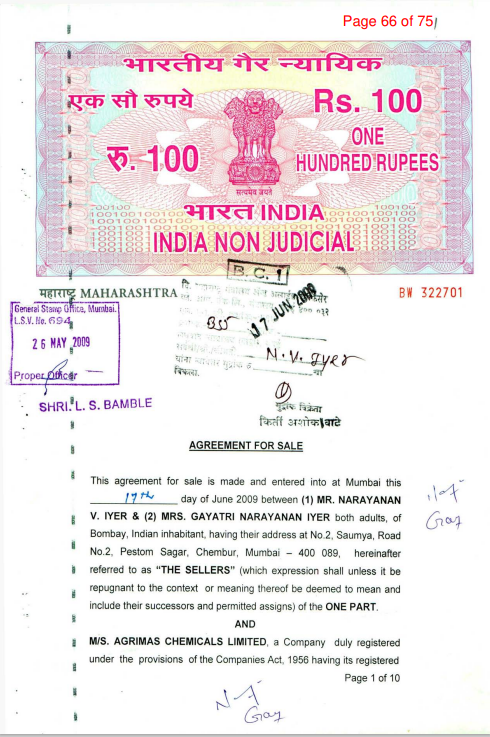 Page 66 of 75
भारतीय गैर न्यायिक
एक सौ रुपये
Rs. 100
रु. 100
ONE
HUNDRED RUPEES
सत्यमेव जयते
भारत INDIA
INDIA NON JUDICIAL
महाराष्ट्र MAHARASHTRA
B.C. 1
BW 322701
General Stamp Office, Mumbai.
L.S.V. No. 694
26 MAY 2009
Proper Officer
SHRI. L. S. BAMBLE
17 JUN 2009
N.V. Iyer
मुद्रांक विक्रेता
किर्ती अशोक वाटे
AGREEMENT FOR SALE
This agreement for sale is made and entered into at Mumbai this
17th day of June 2009 between (1) MR. NARAYANAN
V. IYER & (2) MRS. GAYATRI NARAYANAN IYER both adults, of
Bombay, Indian inhabitant, having their address at No.2, Saumya, Road
No.2, Pestom Sagar, Chembur, Mumbai – 400 089, hereinafter
referred to as “THE SELLERS” (which expression shall unless it be
repugnant to the context or meaning thereof be deemed to mean and
include their successors and permitted assigns) of the ONE PART.
AND
M/S. AGRIMAS CHEMICALS LIMITED, a Company duly registered
under the provisions of the Companies Act, 1956 having its registered
Page 1 of 10